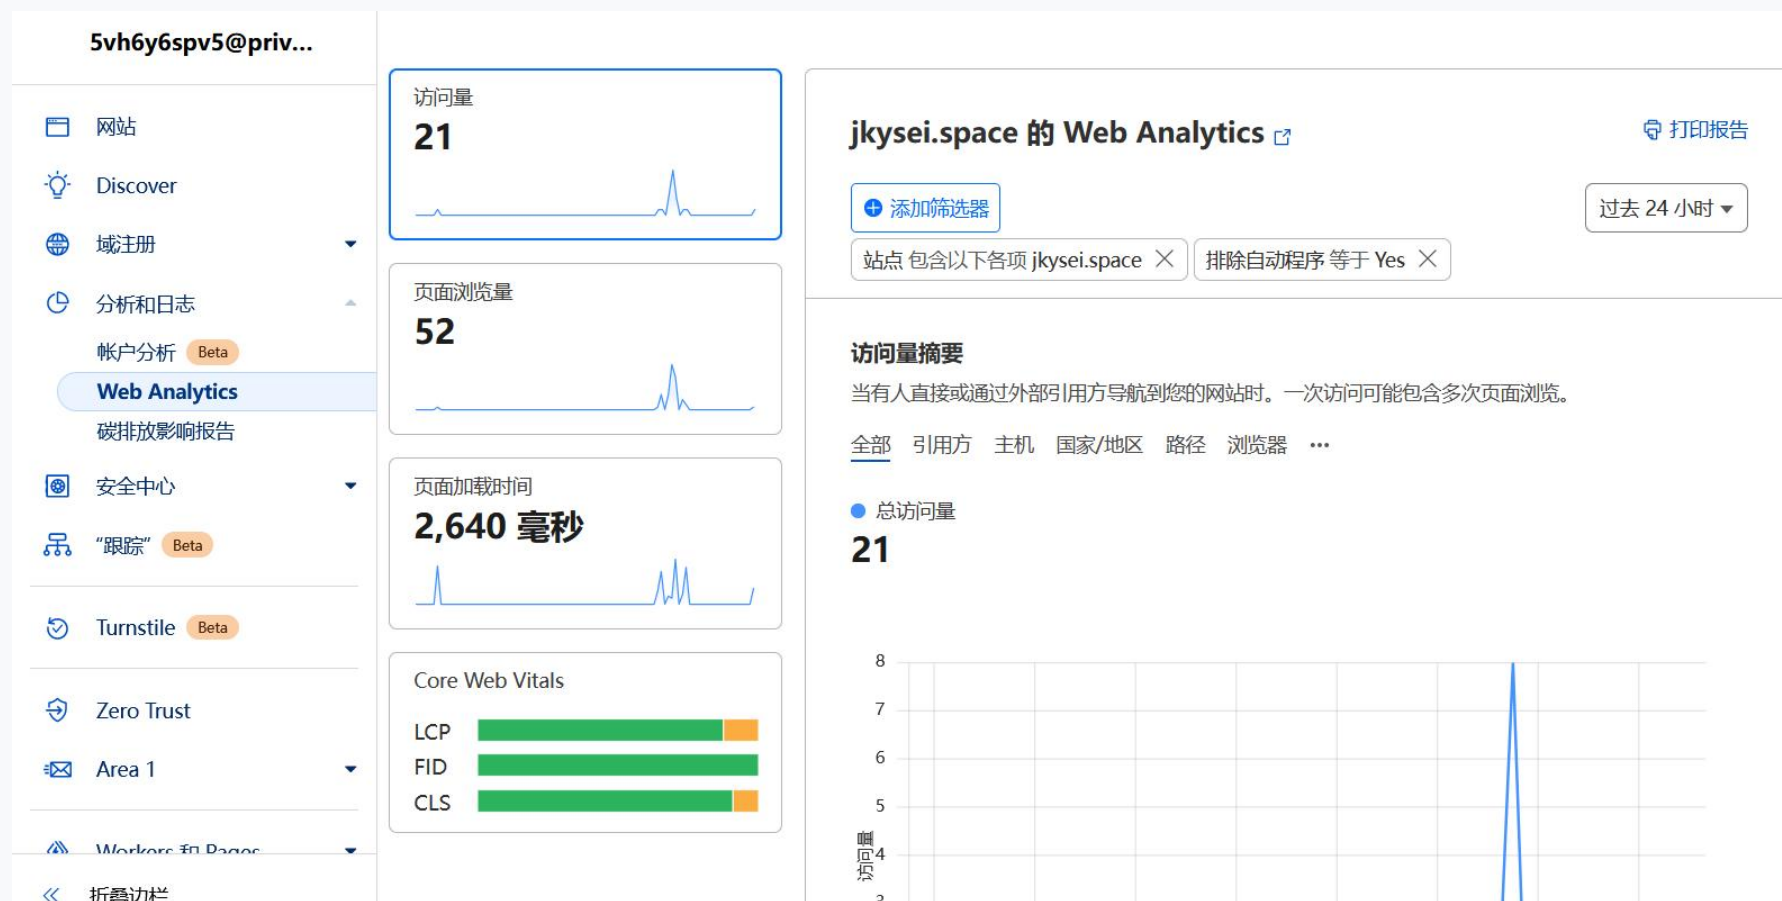 5vh6y6spv5@priv...
网站
Discover
域注册
分析和日志
帐户分析 Beta
Web Analytics
碳排放影响报告
安全中心
“跟踪” Beta
Turnstile Beta
Zero Trust
Area 1
Workers 和 Pages
折叠边栏
访问量
21
页面浏览量
52
页面加载时间
2,640 毫秒
Core Web Vitals
LCP
FID
CLS
jkysei.space 的 Web Analytics
打印报告
添加筛选器
过去 24 小时
站点 包含以下各项 jkysei.space
排除自动程序 等于 Yes
访问量摘要
当有人直接或通过外部引用方导航到您的网站时。一次访问可能包含多次页面浏览。
全部 引用方 主机 国家/地区 路径 浏览器 •••
总访问量
21
8
7
6
5
4
3
访问量